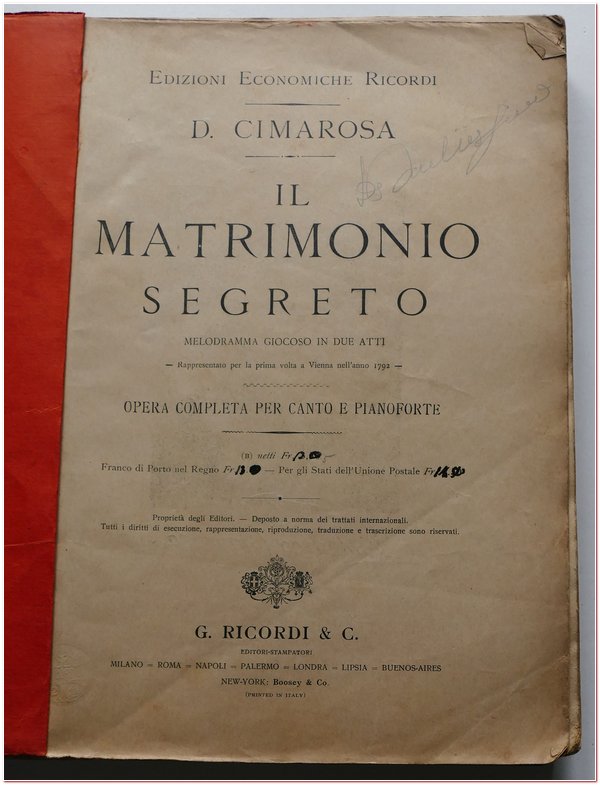 EDIZIONI ECONOMICHE RICORDI
D. CIMAROSA
IL
MATRIMONIO
SEGRETO
MELODRAMMA GIOCOSO IN DUE ATTI
— Rappresentato per la prima volta a Vienna nell'anno 1792 —
OPERA COMPLETA PER CANTO E PIANOFORTE
(B) netti Fr
Franco di Porto nel Regno Fr — Per gli Stati dell'Unione Postale Fr
Proprietà degli Editori. — Deposto a norma dei trattati internazionali.
Tutti i diritti di esecuzione, rappresentazione, riproduzione, traduzione e trascrizione sono riservati.
G. RICORDI & C.
EDITORI-STAMPATORI
MILANO = ROMA = NAPOLI = PALERMO = LONDRA = LIPSIA = BUENOS-AIRES
NEW-YORK: Boosey & Co.
(PRINTED IN ITALY)